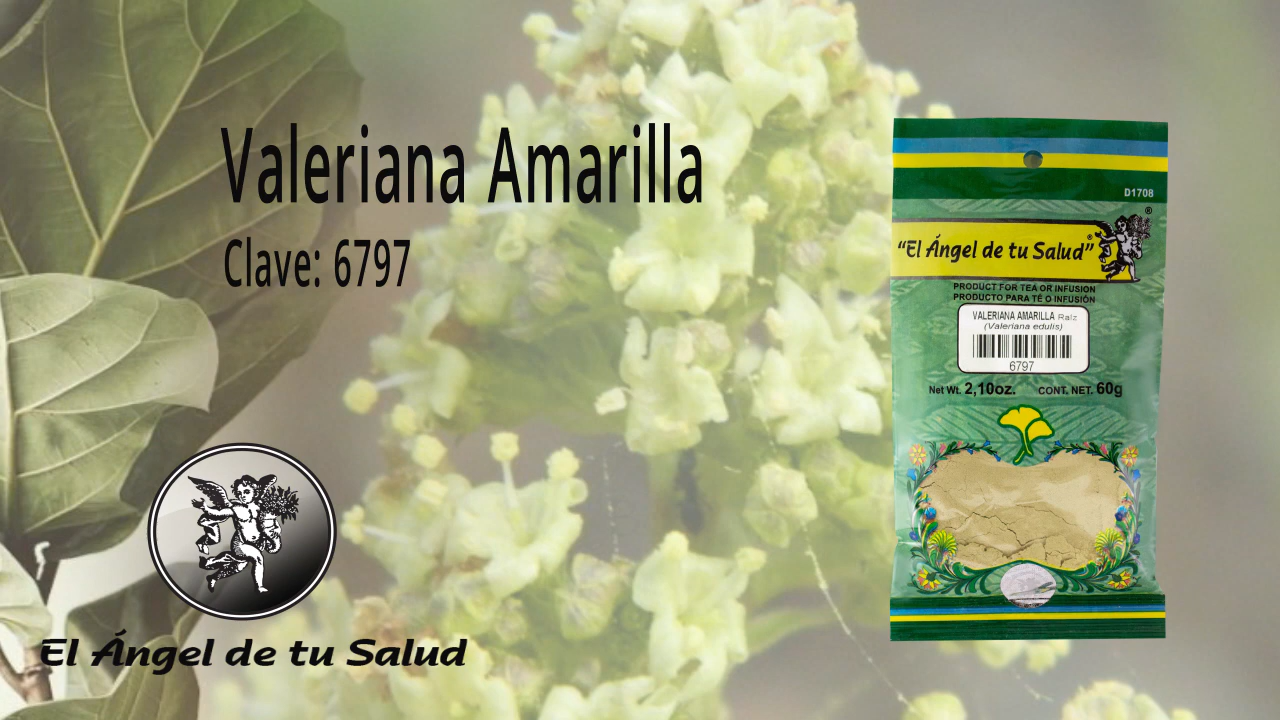 Valeriana Amarilla
Clave: 6797
El Ángel de tu Salud
D1708
®
“El Ángel de tu Salud”®
PRODUCT FOR TEA OR INFUSION
PRODUCTO PARA TÉ O INFUSIÓN
VALERIANA AMARILLA Raíz
(Valeriana edulis)
6797
Net Wt. 2,10oz. CONT. NET. 60g